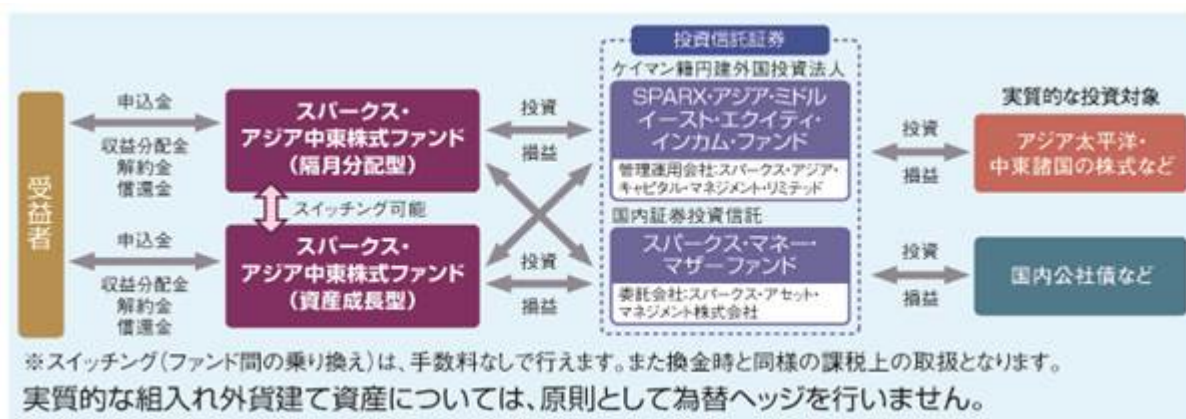 投資信託証券
ケイマン籍円建外国投資法人
受益者
申込金
収益分配金
解約金
償還金
スパークス・
アジア中東株式ファンド
(隔月分配型)
投資
損益
SPARX・アジア・ミドル
イースト・エクイティ・
インカム・ファンド
管理運用会社:スパークス・アジア・
キャピタル・マネジメント・リミテッド
投資
損益
実質的な投資対象
アジア太平洋・
中東諸国の株式など
スイッチング可能
国内証券投資信託
申込金
収益分配金
解約金
償還金
スパークス・
アジア中東株式ファンド
(資産成長型)
投資
損益
スパークス・マネー・
マザーファンド
委託会社:スパークス・アセット・
マネジメント株式会社
投資
損益
国内公社債など
※スイッチング(ファンド間の乗り換え)は、手数料なしで行えます。また換金時と同様の課税上の取扱となります。
実質的な組入れ外貨建て資産については、原則として為替ヘッジを行いません。